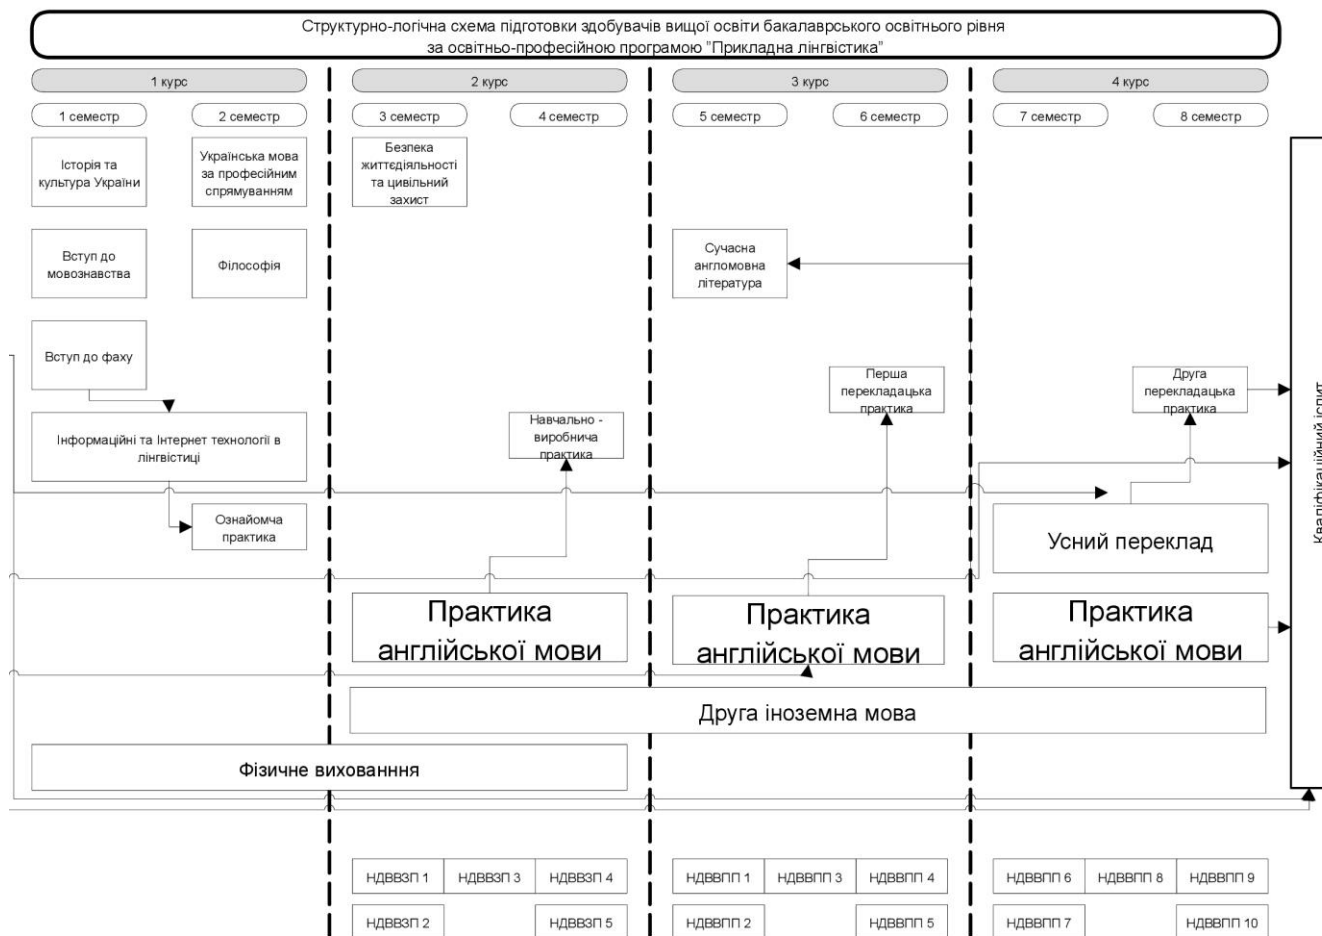 Структурно-логічна схема підготовки здобувачів вищої освіти бакалаврського освітнього рівня
за освітньо-професійною програмою "Прикладна лінгвістика"
1 курс
2 курс
3 курс
4 курс
1 семестр
2 семестр
3 семестр
4 семестр
5 семестр
6 семестр
7 семестр
8 семестр
Історія та
культура України
Українська мова
за професійним
спрямуванням
Безпека
життєдіяльності
та цивільний
захист
Вступ до
мовознавства
Філософія
Сучасна
англомовна
література
Вступ до фаху
Перша
перекладацька
практика
Друга
перекладацька
практика
Інформаційні та Інтернет технології в
лінгвістиці
Навчально -
виробнича
практика
Ознайомча
практика
Усний переклад
Практика
англійської мови
Практика
англійської мови
Практика
англійської мови
Друга іноземна мова
Фізичне вихованння
Кваліфікаційний іспит
НДВВЗП 1
НДВВЗП 3
НДВВЗП 4
НДВВПП 1
НДВВПП 3
НДВВПП 4
НДВВПП 6
НДВВПП 8
НДВВПП 9
НДВВЗП 2
НДВВЗП 5
НДВВПП 2
НДВВПП 5
НДВВПП 7
НДВВПП 10